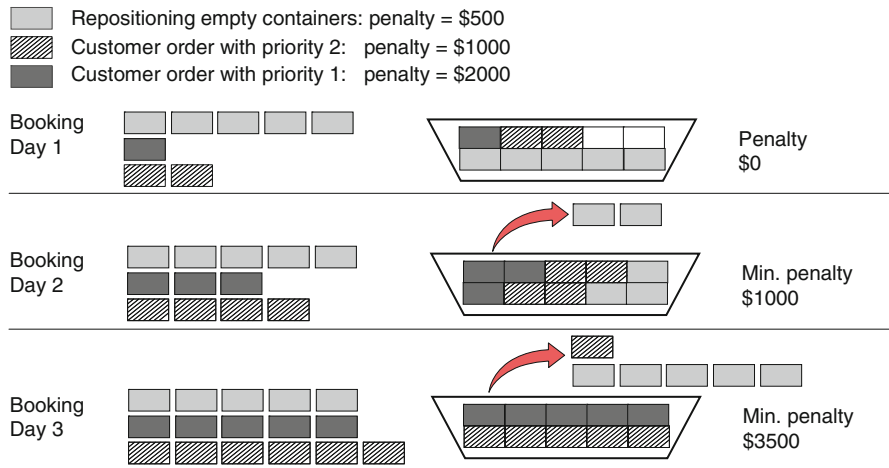 Repositioning empty containers: penalty = $500
Customer order with priority 2: penalty = $1000
Customer order with priority 1: penalty = $2000
Booking
Day 1
Penalty
$0
Booking
Day 2
Min. penalty
$1000
Booking
Day 3
Min. penalty
$3500